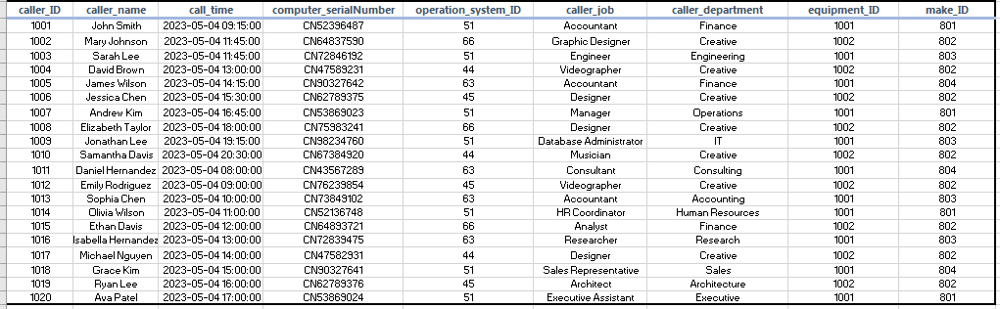 caller_ID caller_name call_time computer_serialNumber operation_system_ID caller_job caller_department equipment_ID make_ID
1001 John Smith 2023-05-04 09:15:00 CN52396487 51 Accountant Finance 1001 801
1002 Mary Johnson 2023-05-04 11:45:00 CN64837590 66 Graphic Designer Creative 1002 802
1003 Sarah Lee 2023-05-04 11:45:00 CN72846192 51 Engineer Engineering 1001 803
1004 David Brown 2023-05-04 13:00:00 CN47589231 44 Videographer Creative 1002 802
1005 James Wilson 2023-05-04 14:15:00 CN90327642 63 Accountant Finance 1001 804
1006 Jessica Chen 2023-05-04 15:30:00 CN62789375 45 Designer Creative 1002 802
1007 Andrew Kim 2023-05-04 16:45:00 CN53869023 51 Manager Operations 1001 801
1008 Elizabeth Taylor 2023-05-04 18:00:00 CN75983241 66 Designer Creative 1002 802
1009 Jonathan Lee 2023-05-04 19:15:00 CN98234760 51 Database Administrator IT 1001 803
1010 Samantha Davis 2023-05-04 20:30:00 CN67384920 44 Musician Creative 1002 802
1011 Daniel Hernandez 2023-05-04 08:00:00 CN43567289 63 Consultant Consulting 1001 804
1012 Emily Rodriguez 2023-05-04 09:00:00 CN76239854 45 Videographer Creative 1002 802
1013 Sophia Chen 2023-05-04 10:00:00 CN73849102 63 Accountant Accounting 1001 803
1014 Olivia Wilson 2023-05-04 11:00:00 CN52136748 51 HR Coordinator Human Resources 1001 801
1015 Ethan Davis 2023-05-04 12:00:00 CN64893721 66 Analyst Finance 1002 802
1016 Isabella Hernandez 2023-05-04 13:00:00 CN72839475 63 Researcher Research 1001 803
1017 Michael Nguyen 2023-05-04 14:00:00 CN47582931 44 Designer Creative 1002 802
1018 Grace Kim 2023-05-04 15:00:00 CN90327641 51 Sales Representative Sales 1001 804
1019 Ryan Lee 2023-05-04 16:00:00 CN62789376 45 Architect Architecture 1002 802
1020 Ava Patel 2023-05-04 17:00:00 CN53869024 51 Executive Assistant Executive 1001 801